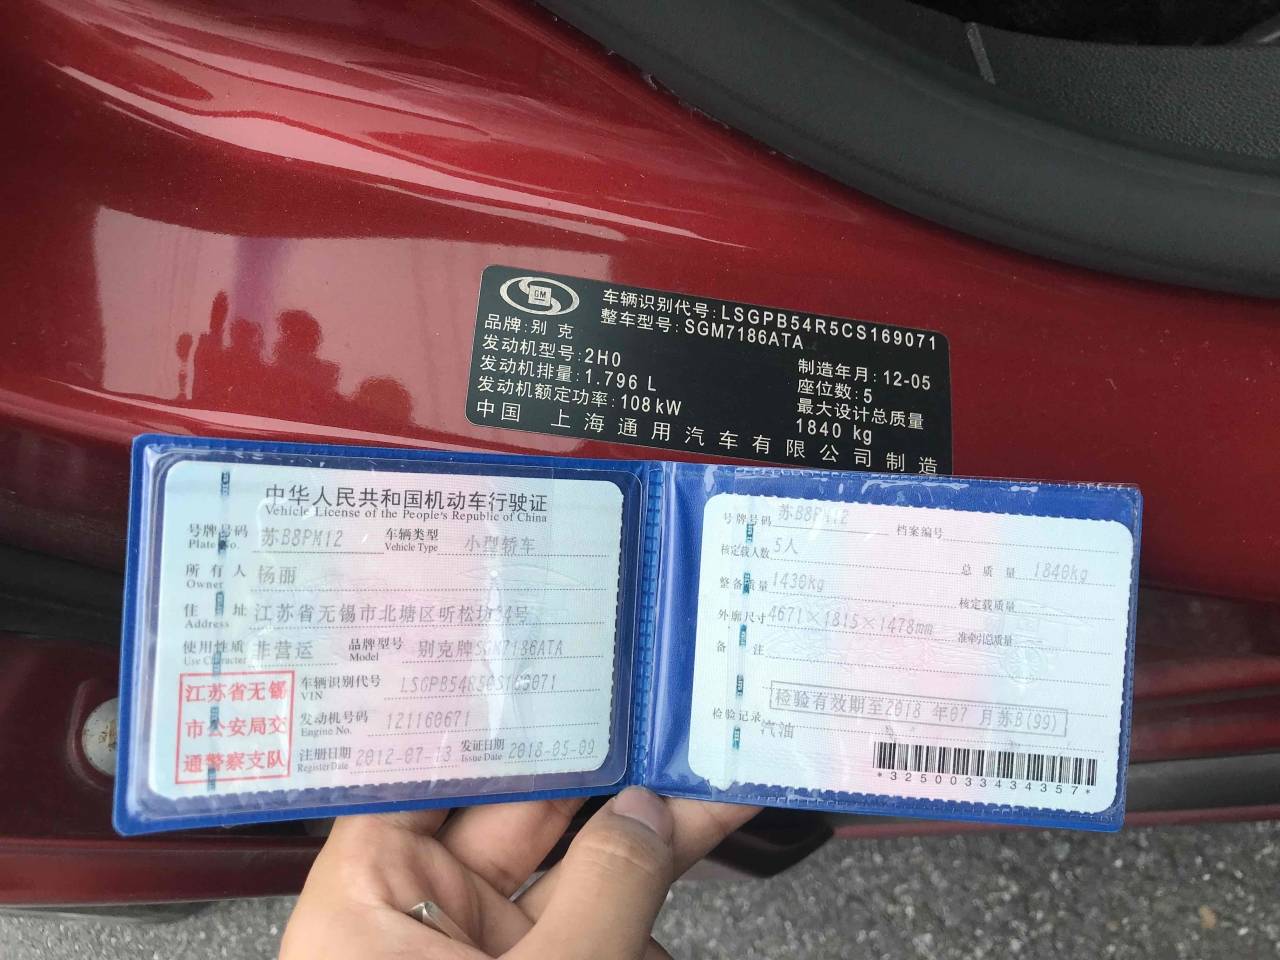 GM
车辆识别代号:LSGPB54R5CS169071
整车型号:SGM7186ATA
品牌:别克
发动机型号:2H0
制造年月:12-05
发动机排量:1.796 L
座位数:5
发动机额定功率:108kW
最大设计总质量
1840 kg
中国 上海通用汽车有限公司制造
中华人民共和国机动车行驶证
Vehicle License of the People's Republic of China
号牌号码 苏B8PM12 车辆类型 小型轿车
Plate No. Vehicle Type
所有人 杨丽
Owner
住址 江苏省无锡市北塘区听松坊34号
Address
使用性质 非营运 品牌型号 别克牌SGM7186ATA
Use Character Model
江苏省无锡
市公安局交
通警察支队
车辆识别代号 LSGPB54R5CS169071
VIN
发动机号码 121160671
Engine No.
注册日期 2012-07-13 发证日期 2018-05-09
Register Date Issue Date
号牌号码 苏B8PM12 档案编号
核定载人数 5人 总质量 1840kg
整备质量 1430kg 核定载质量
外廓尺寸 4671×1815×1478mm 准牵引总质量
备注
检验有效期至2018年07月苏B(99)
检验记录 汽油
*3250033434357*